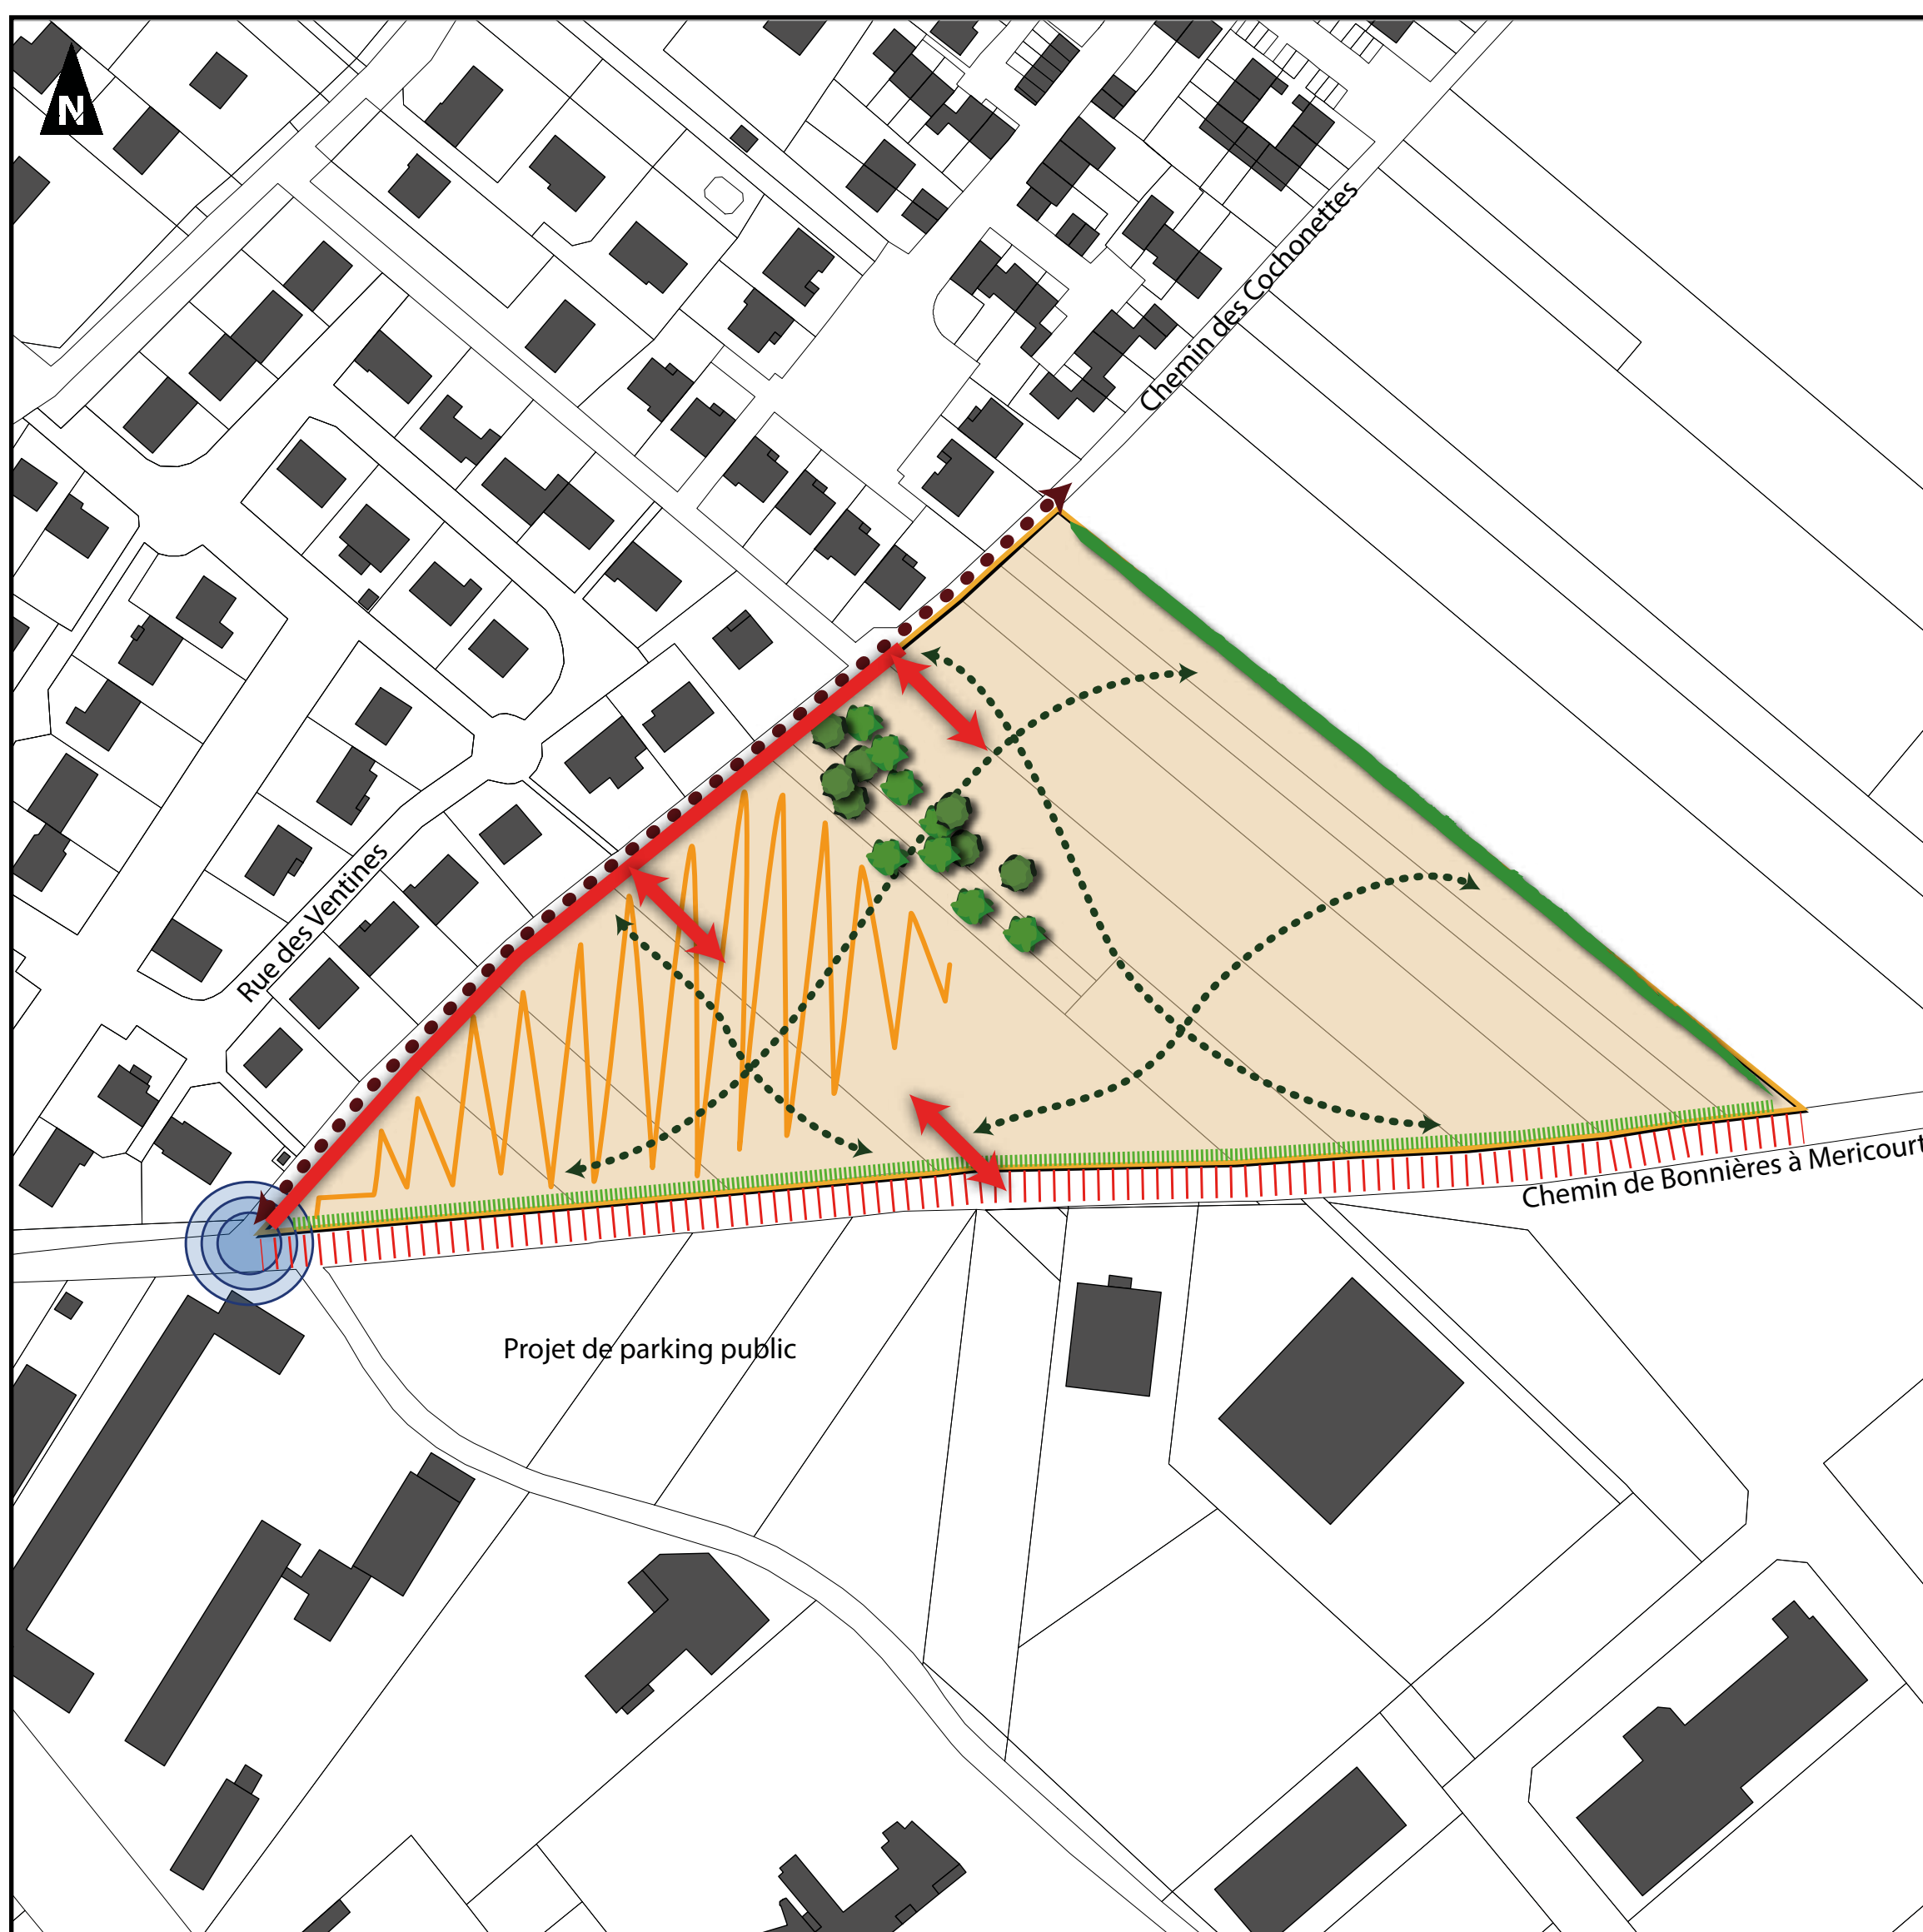 N
Chemin des Cochonettes
Rue des Ventines
Chemin de Bonnières à Mericourt
Projet de parking public